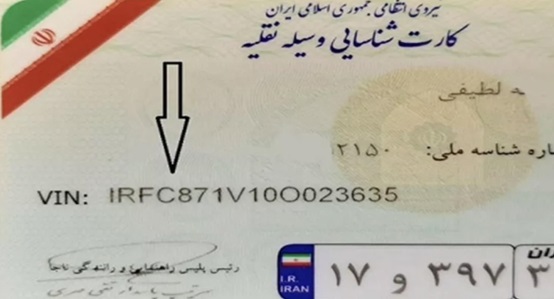 نیروی انتظامی جمهوری اسلامی ایران
کارت شناسایی وسیله نقلیه
لطیفی
شناسه ملی: ۲۱۵۰
VIN: IRFC871V10O023635
رئیس پلیس راهنمایی و رانندگی ناجا
I.R.
IRAN
۱۷ و ۳۹۷ ۳